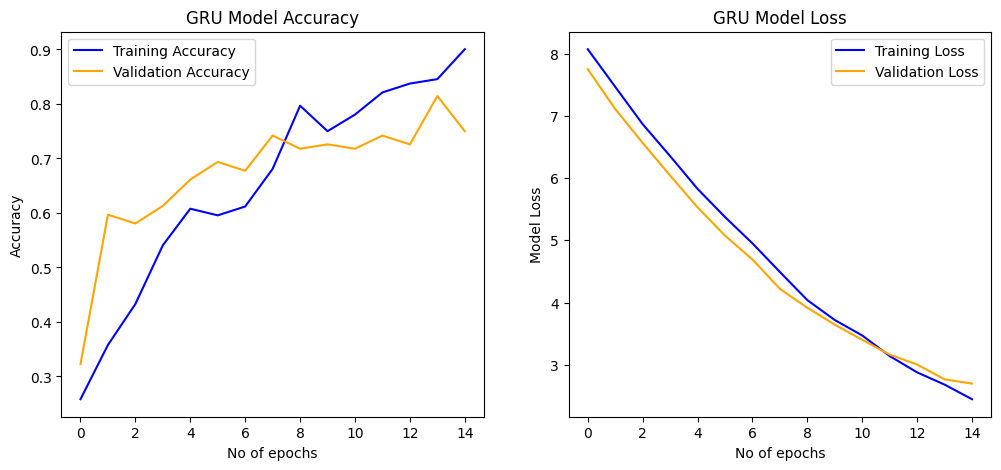 GRU Model Accuracy
Training Accuracy
Validation Accuracy
0.9
0.8
0.7
0.6
0.5
0.4
0.3
Accuracy
0 2 4 6 8 10 12 14
No of epochs
GRU Model Loss
Training Loss
Validation Loss
8
7
6
5
4
3
Model Loss
0 2 4 6 8 10 12 14
No of epochs